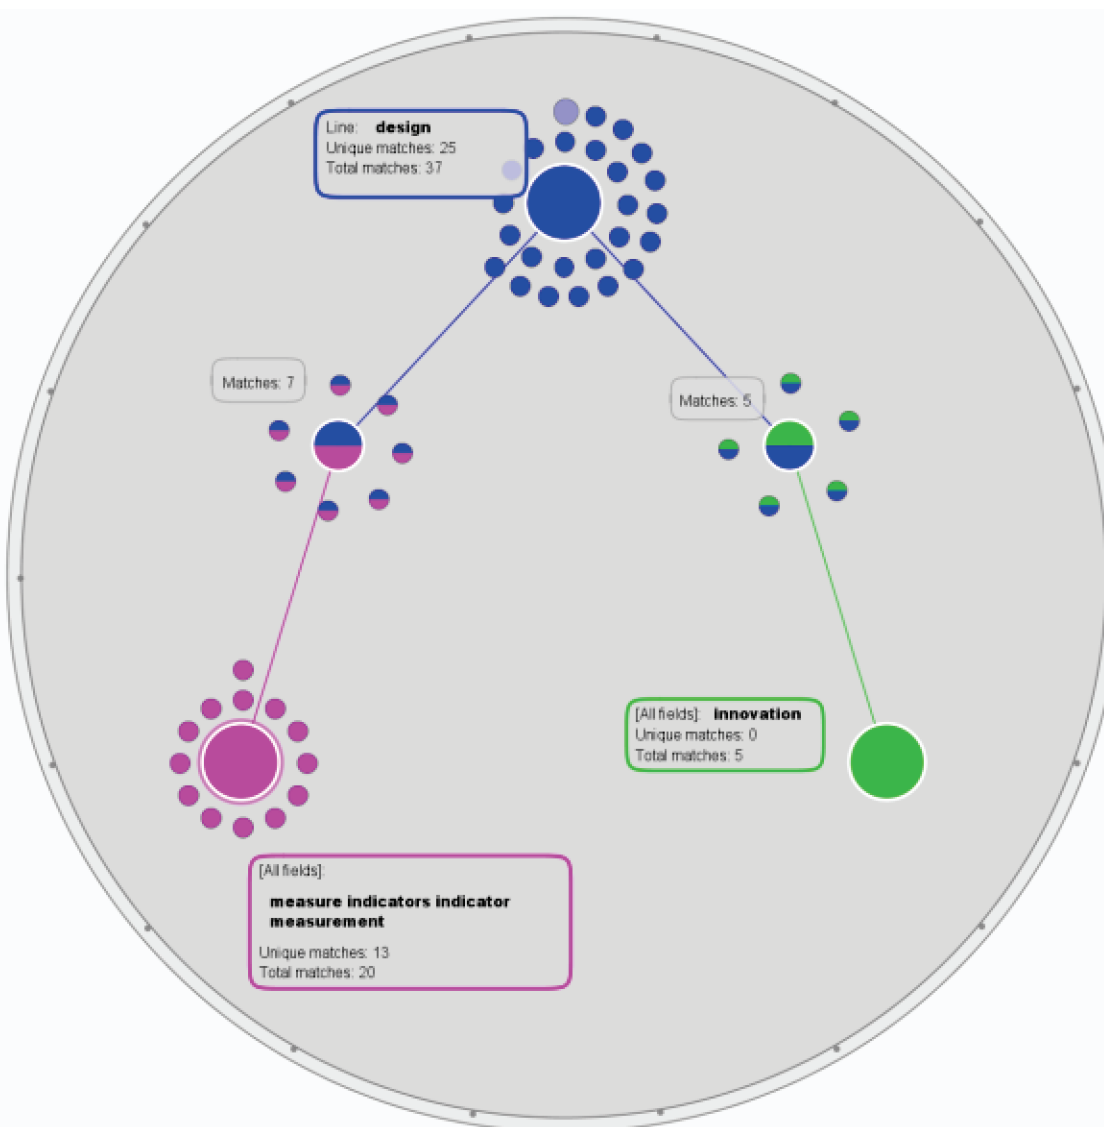 Line: design
Unique matches: 25
Total matches: 37
Matches: 7
Matches: 5
[All fields]: innovation
Unique matches: 0
Total matches: 5
[All fields]:
measure indicators indicator
measurement
Unique matches: 13
Total matches: 20